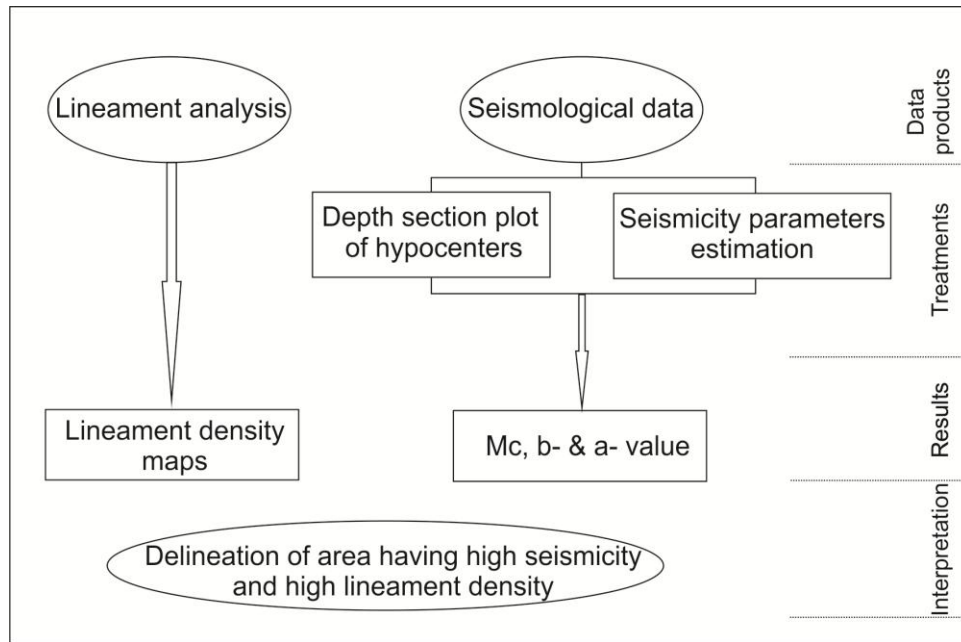 Lineament analysis
Seismological data
Data
products
Depth section plot
of hypocenters
Seismicity parameters
estimation
Treatments
Lineament density
maps
Mc, b- & a- value
Results
Delineation of area having high seismicity
and high lineament density
Interpretation